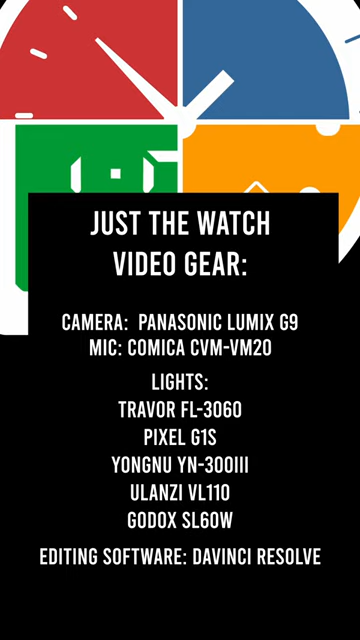 JUST THE WATCH
VIDEO GEAR:
CAMERA: PANASONIC LUMIX G9
MIC: COMICA CVM-VM20
LIGHTS:
TRAVOR FL-3060
PIXEL G1S
YONGNU YN-300III
ULANZI VL110
GODOX SL60W
EDITING SOFTWARE: DAVINCI RESOLVE